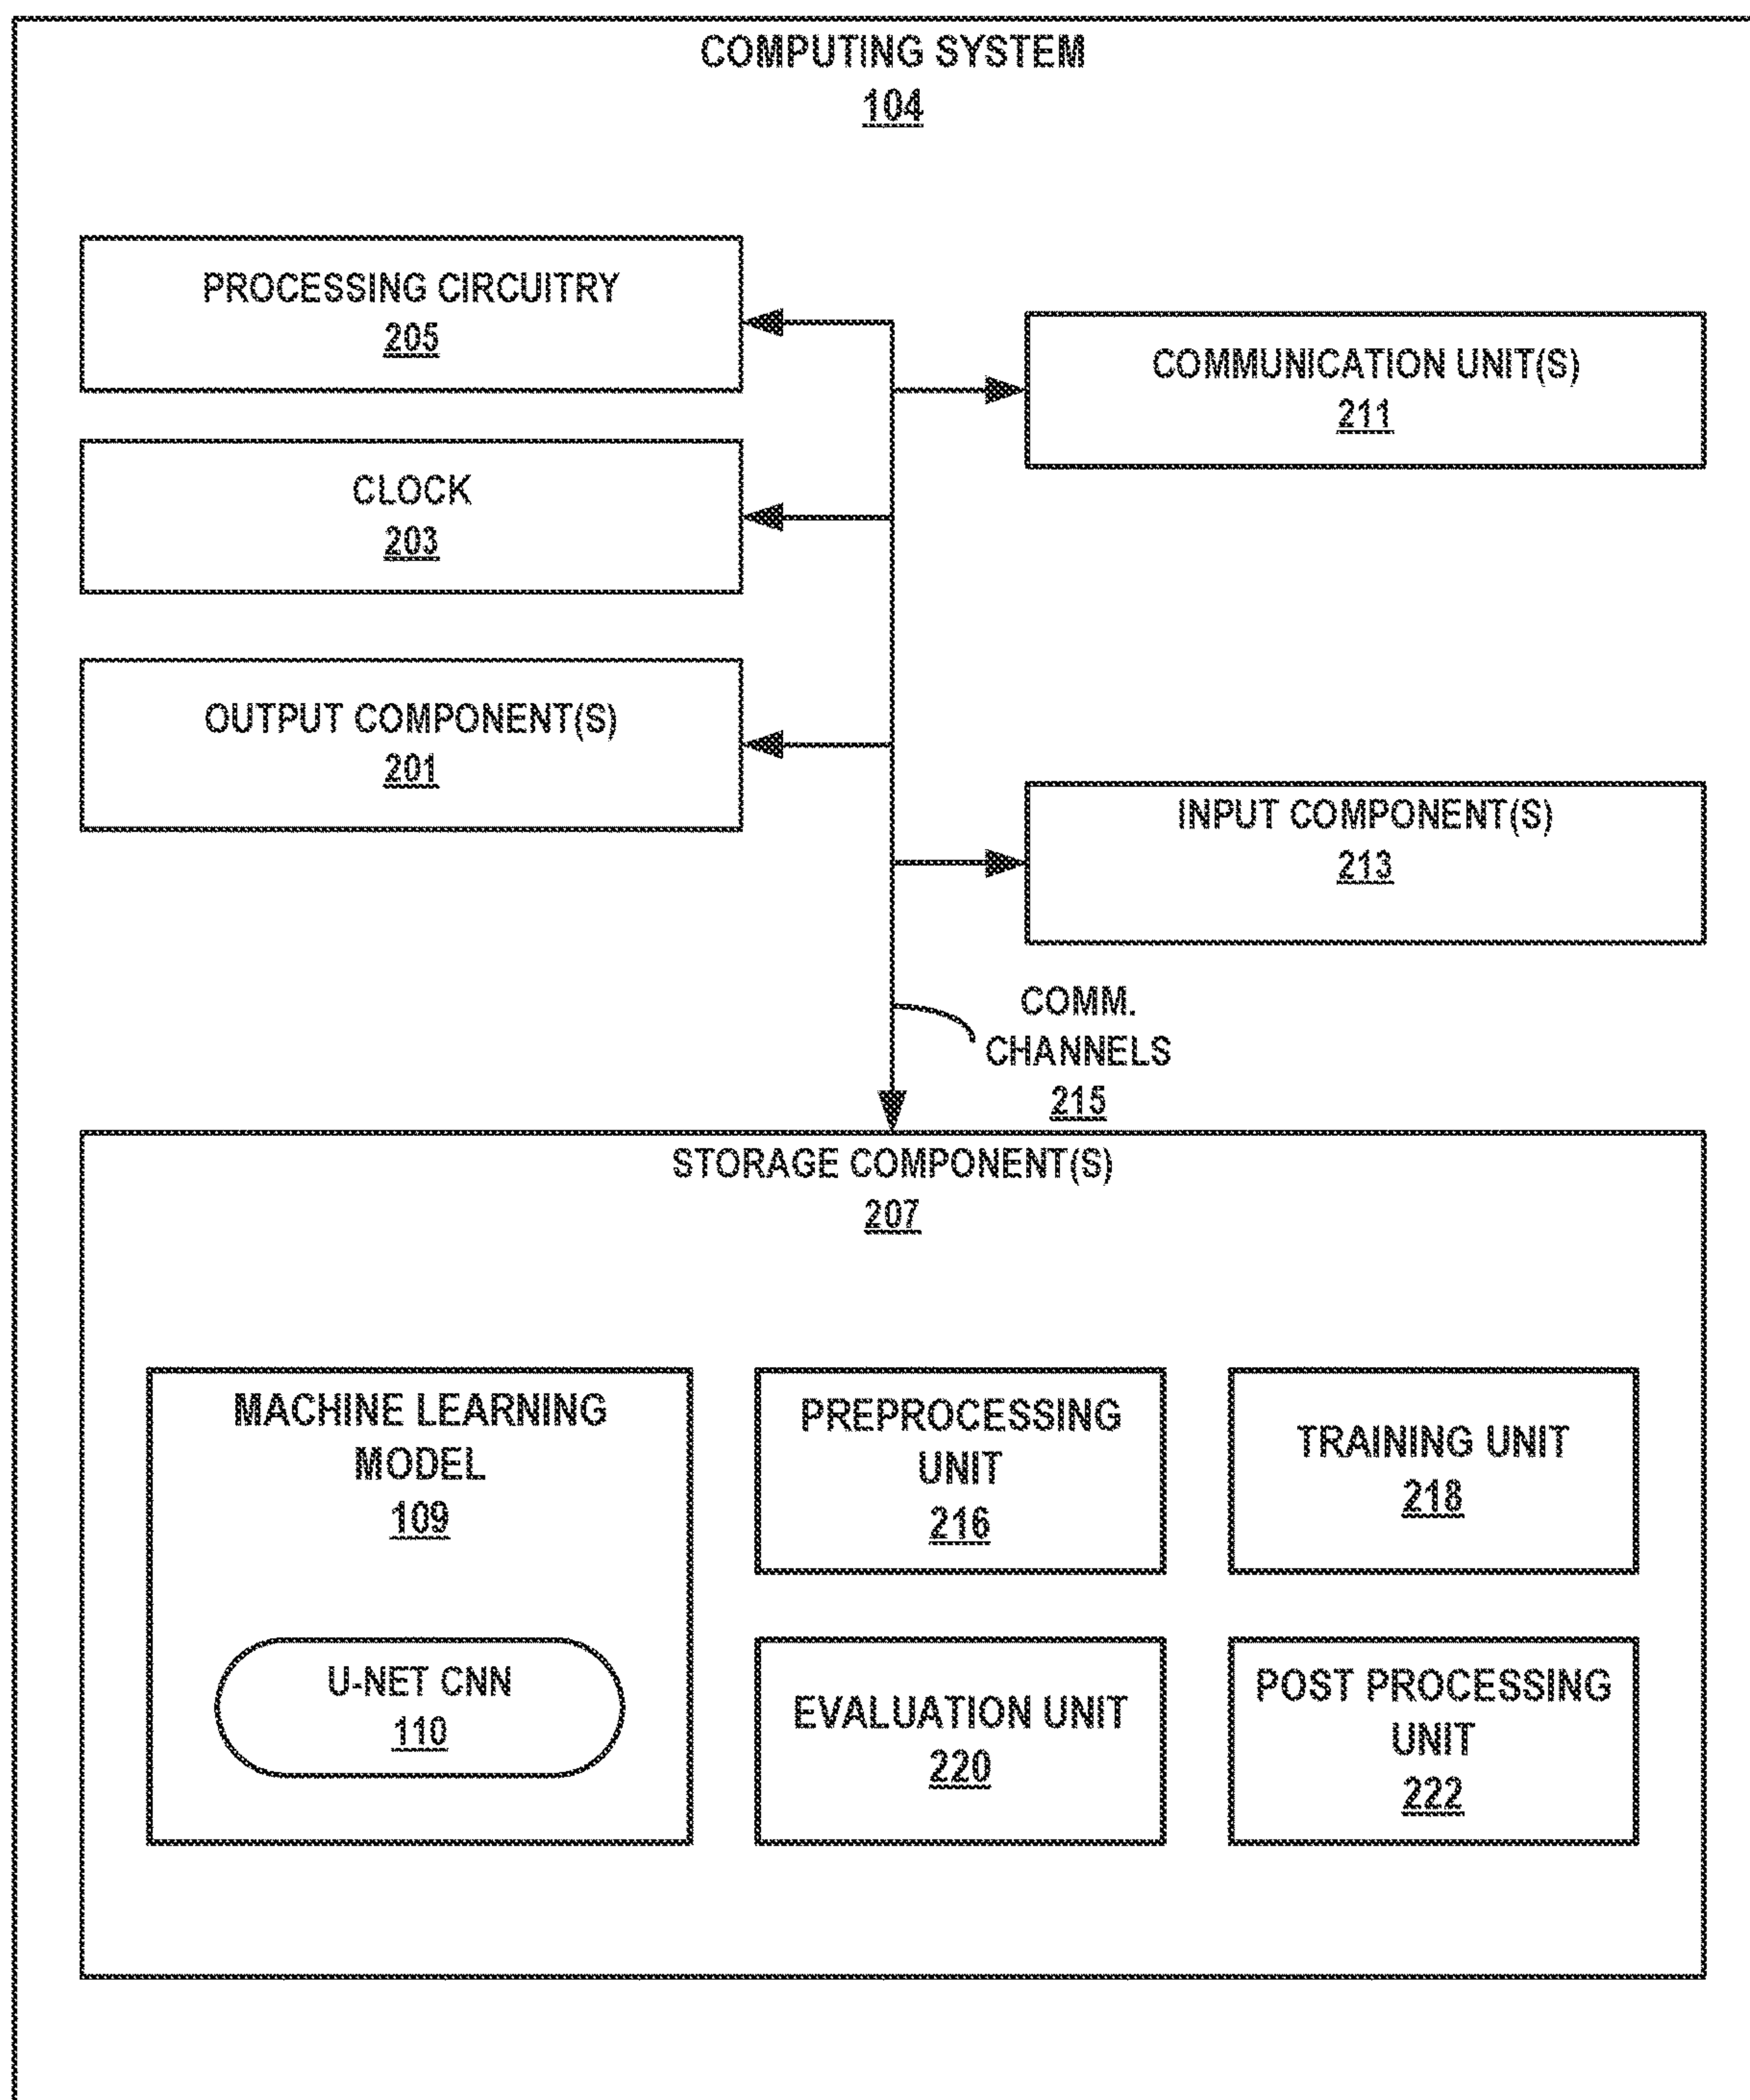 COMPUTING SYSTEM
104
PROCESSING CIRCUITRY
205
COMMUNICATION UNIT(S)
211
CLOCK
203
OUTPUT COMPONENT(S)
201
INPUT COMPONENT(S)
213
COMM.
CHANNELS
215
STORAGE COMPONENT(S)
207
MACHINE LEARNING
MODEL
109
U-NET CNN
110
PREPROCESSING
UNIT
216
TRAINING UNIT
218
EVALUATION UNIT
220
POST PROCESSING
UNIT
222